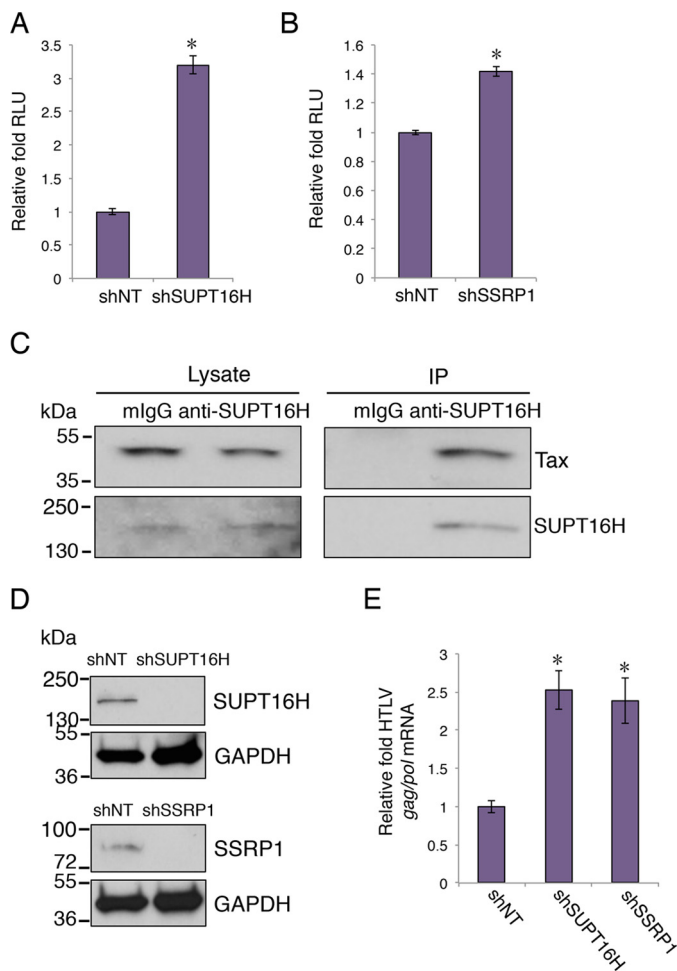 A
Relative fold RLU
3.5
3
2.5
2
1.5
1
0.5
0
*
shNT shSUPT16H
B
Relative fold RLU
1.6
1.4
1.2
1
0.8
0.6
0.4
0.2
0
*
shNT shSSRP1
C
Lysate IP
kDa mIgG anti-SUPT16H mIgG anti-SUPT16H
55
35
Tax
250
130
SUPT16H
D
kDa
shNT shSUPT16H
250
130
SUPT16H
55
36
GAPDH
shNT shSSRP1
100
72
SSRP1
55
36
GAPDH
E
Relative fold HTLV
gag/pol mRNA
3
2.5
2
1.5
1
0.5
0
* *
shNT
shSUPT16H
shSSRP1